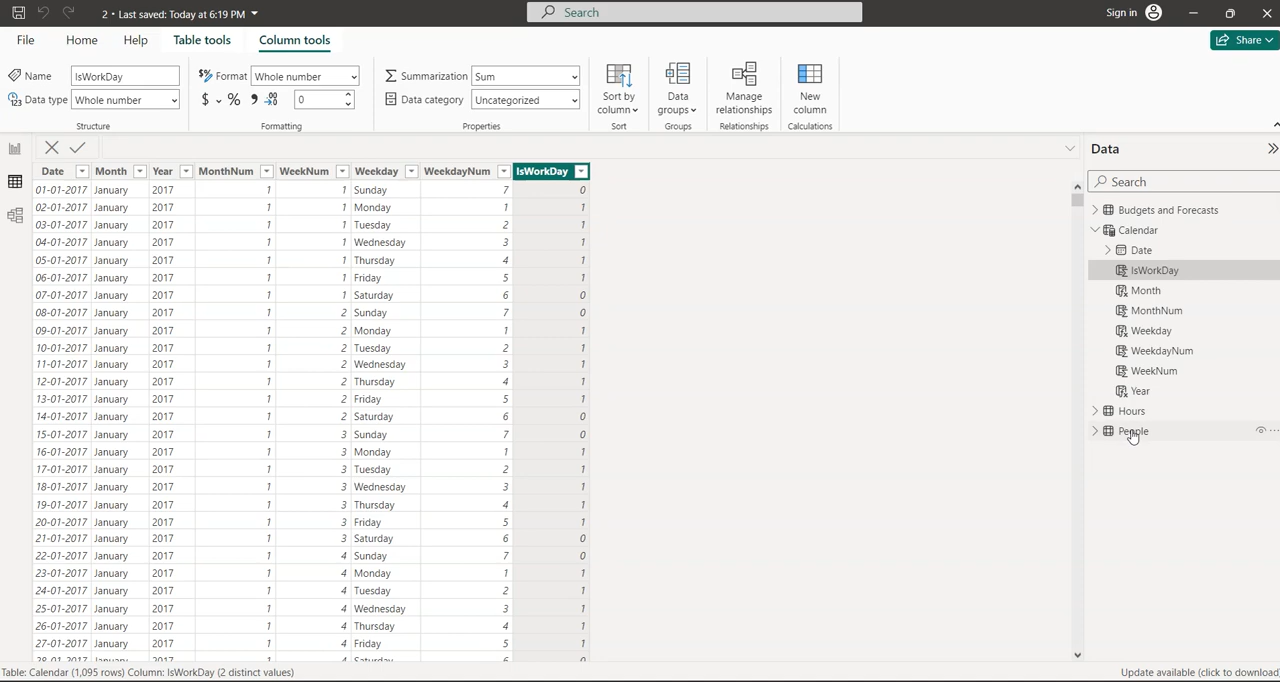 2 • Last saved: Today at 6:19 PM
Search
Sign in
File Home Help Table tools Column tools
Share
Name IsWorkDay
Data type Whole number
Structure
Format Whole number
$ % 0
Formatting
Summarization Sum
Data category Uncategorized
Properties
Sort by column
Sort
Data groups
Groups
Manage relationships
Relationships
New column
Calculations
Date Month Year MonthNum WeekNum Weekday WeekdayNum IsWorkDay
01-01-2017 January 2017 1 1 Sunday 7 0
02-01-2017 January 2017 1 1 Monday 1 1
03-01-2017 January 2017 1 1 Tuesday 2 1
04-01-2017 January 2017 1 1 Wednesday 3 1
05-01-2017 January 2017 1 1 Thursday 4 1
06-01-2017 January 2017 1 1 Friday 5 1
07-01-2017 January 2017 1 1 Saturday 6 0
08-01-2017 January 2017 1 2 Sunday 7 0
09-01-2017 January 2017 1 2 Monday 1 1
10-01-2017 January 2017 1 2 Tuesday 2 1
11-01-2017 January 2017 1 2 Wednesday 3 1
12-01-2017 January 2017 1 2 Thursday 4 1
13-01-2017 January 2017 1 2 Friday 5 1
14-01-2017 January 2017 1 2 Saturday 6 0
15-01-2017 January 2017 1 3 Sunday 7 0
16-01-2017 January 2017 1 3 Monday 1 1
17-01-2017 January 2017 1 3 Tuesday 2 1
18-01-2017 January 2017 1 3 Wednesday 3 1
19-01-2017 January 2017 1 3 Thursday 4 1
20-01-2017 January 2017 1 3 Friday 5 1
21-01-2017 January 2017 1 3 Saturday 6 0
22-01-2017 January 2017 1 4 Sunday 7 0
23-01-2017 January 2017 1 4 Monday 1 1
24-01-2017 January 2017 1 4 Tuesday 2 1
25-01-2017 January 2017 1 4 Wednesday 3 1
26-01-2017 January 2017 1 4 Thursday 4 1
27-01-2017 January 2017 1 4 Friday 5 1
28-01-2017 January 2017 1 4 Saturday 6 0
Data
Search
Budgets and Forecasts
Calendar
Date
IsWorkDay
Month
MonthNum
Weekday
WeekdayNum
WeekNum
Year
Hours
People
Table: Calendar (1,095 rows) Column: IsWorkDay (2 distinct values)
Update available (click to download